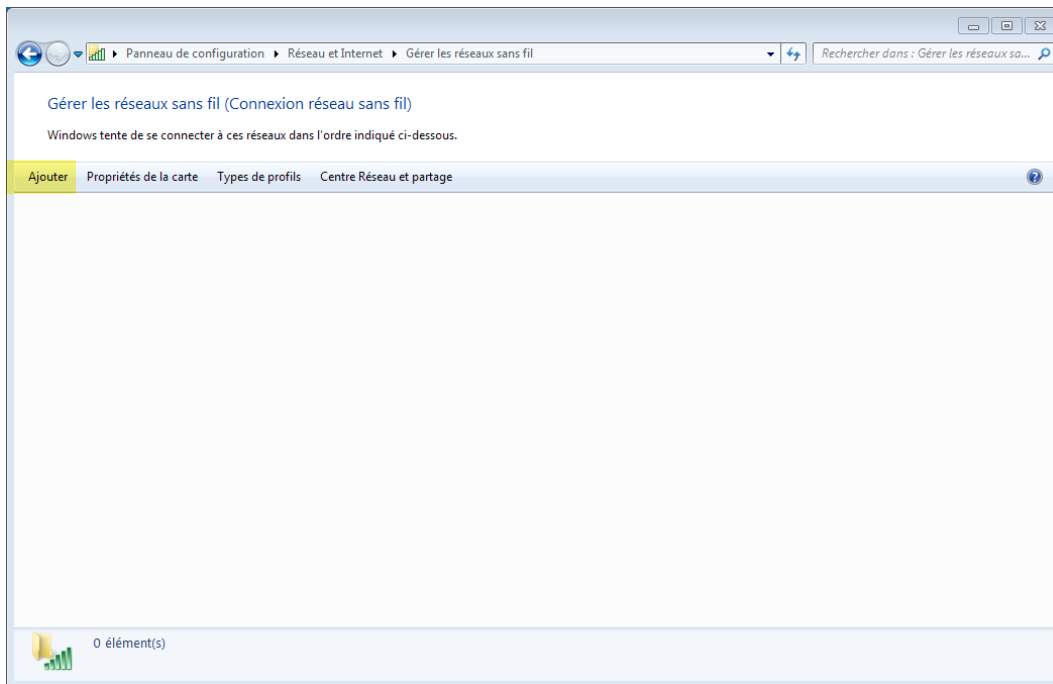 Panneau de configuration Réseau et Internet Gérer les réseaux sans fil Rechercher dans : Gérer les réseaux sa...
Gérer les réseaux sans fil (Connexion réseau sans fil)
Windows tente de se connecter à ces réseaux dans l'ordre indiqué ci-dessous.
Ajouter Propriétés de la carte Types de profils Centre Réseau et partage
0 élément(s)